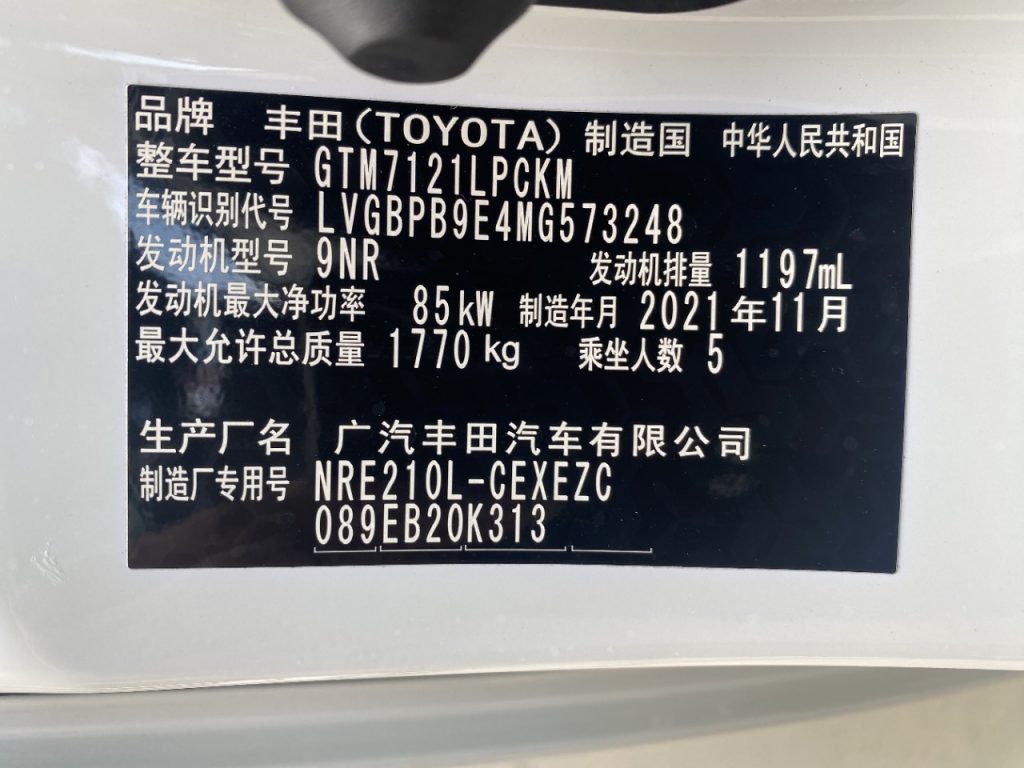 品牌 丰田(TOYOTA) 制造国 中华人民共和国
整车型号 GTM7121LPCKM
车辆识别代号 LVGBPB9E4MG573248
发动机型号 9NR 发动机排量 1197mL
发动机最大净功率 85kW 制造年月 2021年11月
最大允许总质量 1770kg 乘坐人数 5
生产厂名 广汽丰田汽车有限公司
制造厂专用号 NRE210L-CEXEZC
089EB20K313